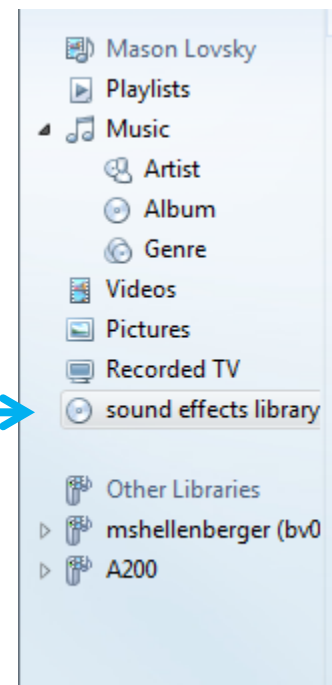 Mason Lovsky
Playlists
Music
Artist
Album
Genre
Videos
Pictures
Recorded TV
sound effects library
Other Libraries
mshellenberger (bv0
A200